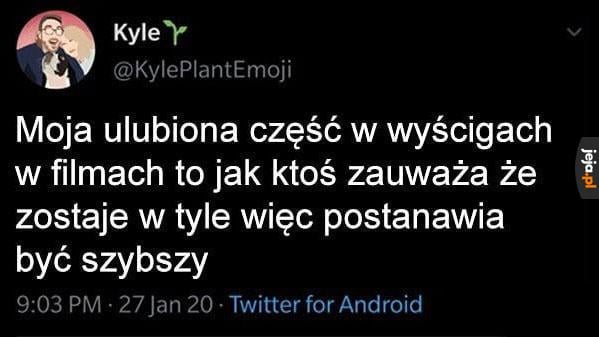 Kyle🌱
@KylePlantEmoji
Moja ulubiona część w wyścigach
w filmach to jak ktoś zauważa że
zostaje w tyle więc postanawia
być szybszy
9:03 PM · 27 Jan 20 · Twitter for Android
jeja.pl